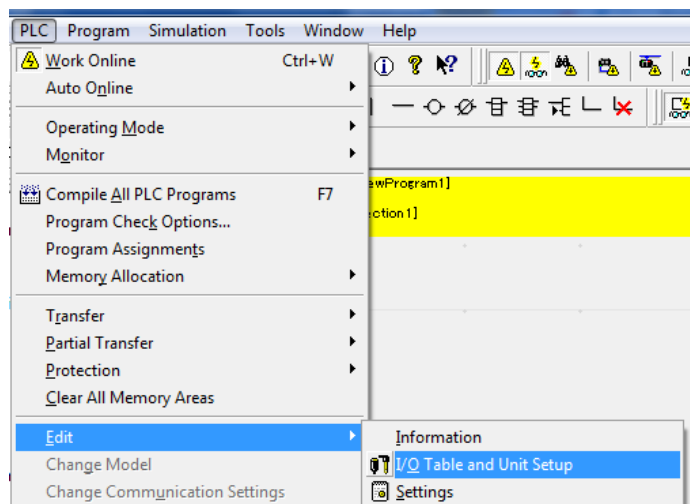 PLC Program Simulation Tools Window Help
Work Online Ctrl+W
Auto Online
Operating Mode
Monitor
Compile All PLC Programs F7
Program Check Options...
Program Assignments
Memory Allocation
Transfer
Partial Transfer
Protection
Clear All Memory Areas
Edit
Change Model
Change Communication Settings
ewProgram1]
ection1]
Information
I/O Table and Unit Setup
Settings